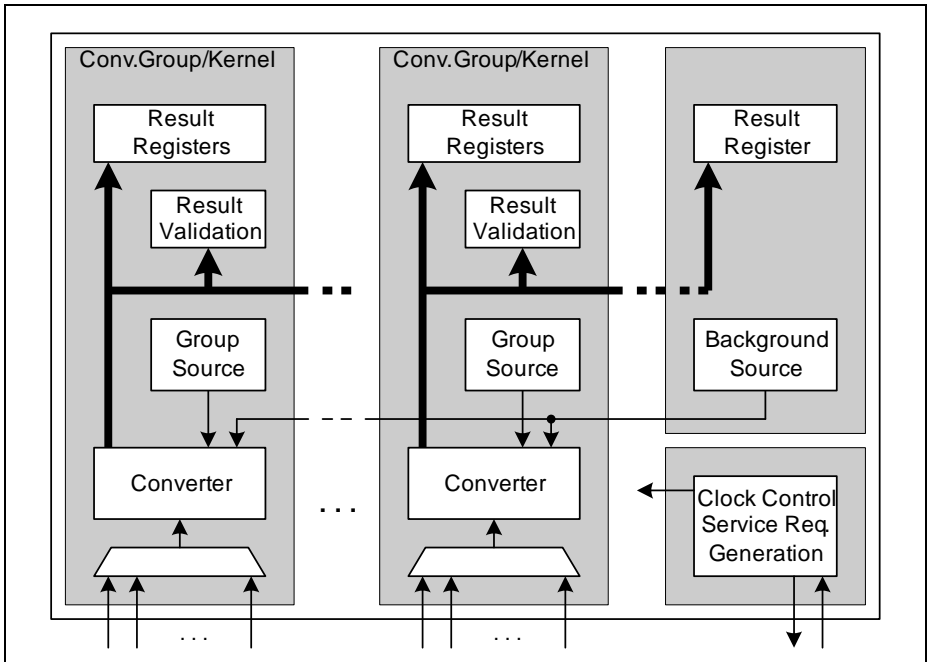 Conv.Group/Kernel
Result
Registers
Result
Validation
Group
Source
Converter
. . .
. . .
Conv.Group/Kernel
Result
Registers
Result
Validation
Group
Source
Converter
. . .
Result
Register
Background
Source
Clock Control
Service Req.
Generation